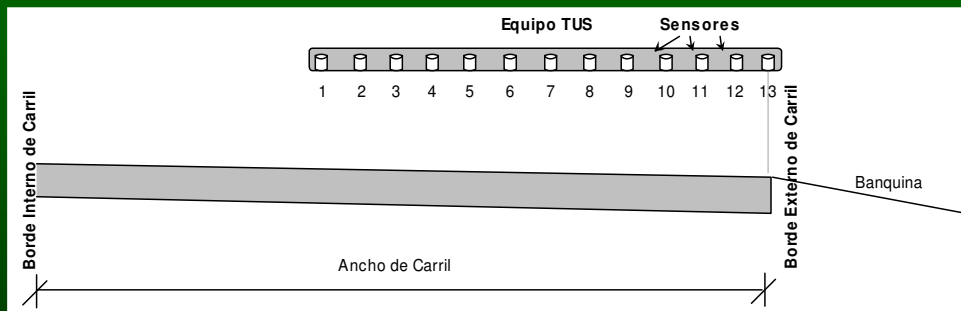 Equipo TUS Sensores
1 2 3 4 5 6 7 8 9 10 11 12 13
Borde Interno de Carril
Borde Externo de Carril
Banquina
Ancho de Carril